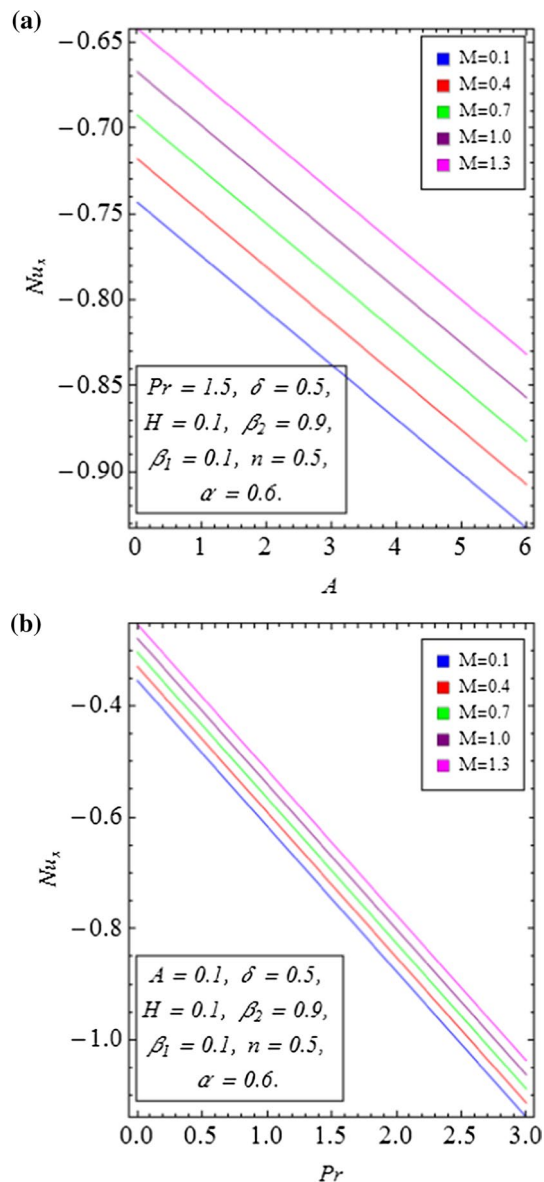 (a)
−0.65
−0.70
−0.75
−0.80
−0.85
−0.90
Nuₓ
M=0.1
M=0.4
M=0.7
M=1.0
M=1.3
Pr = 1.5, δ = 0.5,
H = 0.1, β₂ = 0.9,
β₁ = 0.1, n = 0.5,
α = 0.6.
0 1 2 3 4 5 6
A
(b)
−0.4
−0.6
−0.8
−1.0
Nuₓ
M=0.1
M=0.4
M=0.7
M=1.0
M=1.3
A = 0.1, δ = 0.5,
H = 0.1, β₂ = 0.9,
β₁ = 0.1, n = 0.5,
α = 0.6.
0.0 0.5 1.0 1.5 2.0 2.5 3.0
Pr